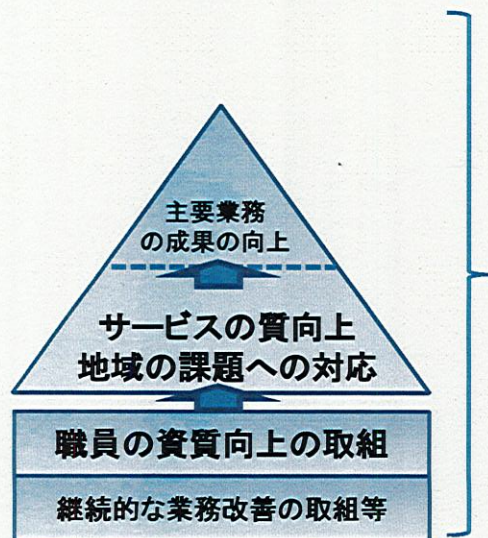 主要業務
の成果の向上
サービスの質向上
地域の課題への対応
職員の資質向上の取組
継続的な業務改善の取組等